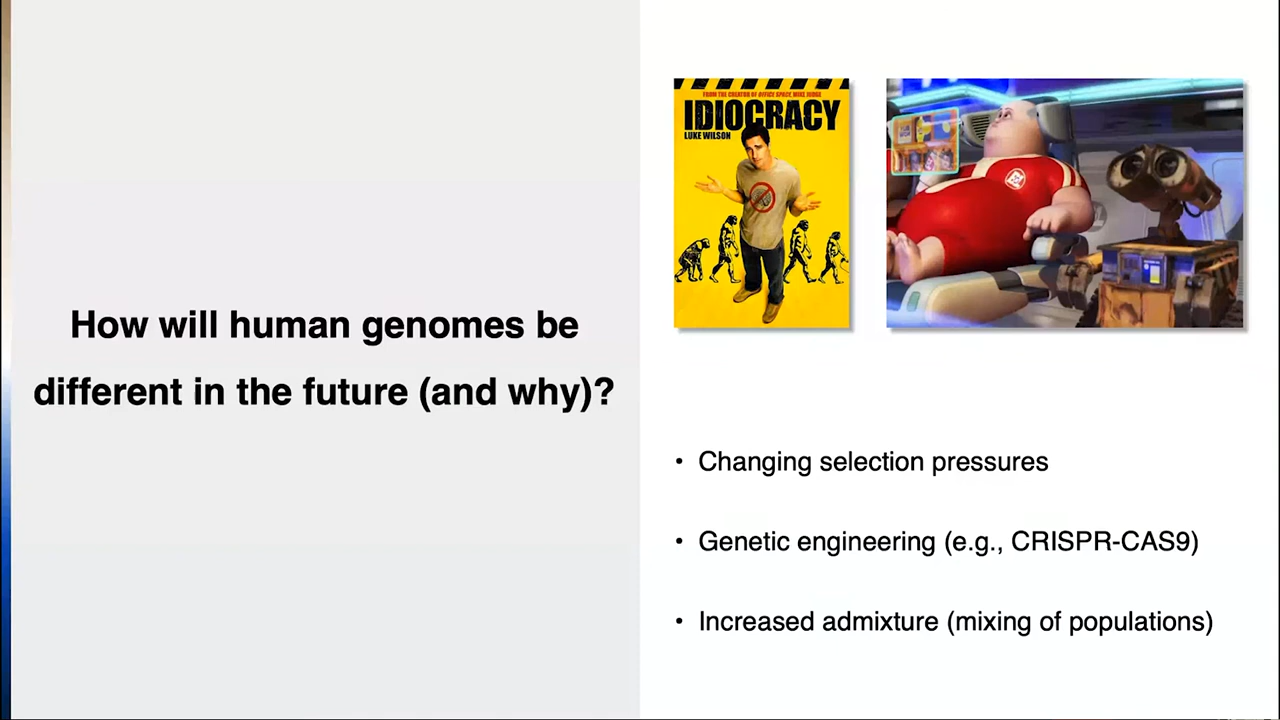 How will human genomes be
different in the future (and why)?
FROM THE CREATOR OF OFFICE SPACE, MIKE JUDGE
IDIOCRACY
LUKE WILSON
• Changing selection pressures
• Genetic engineering (e.g., CRISPR-CAS9)
• Increased admixture (mixing of populations)